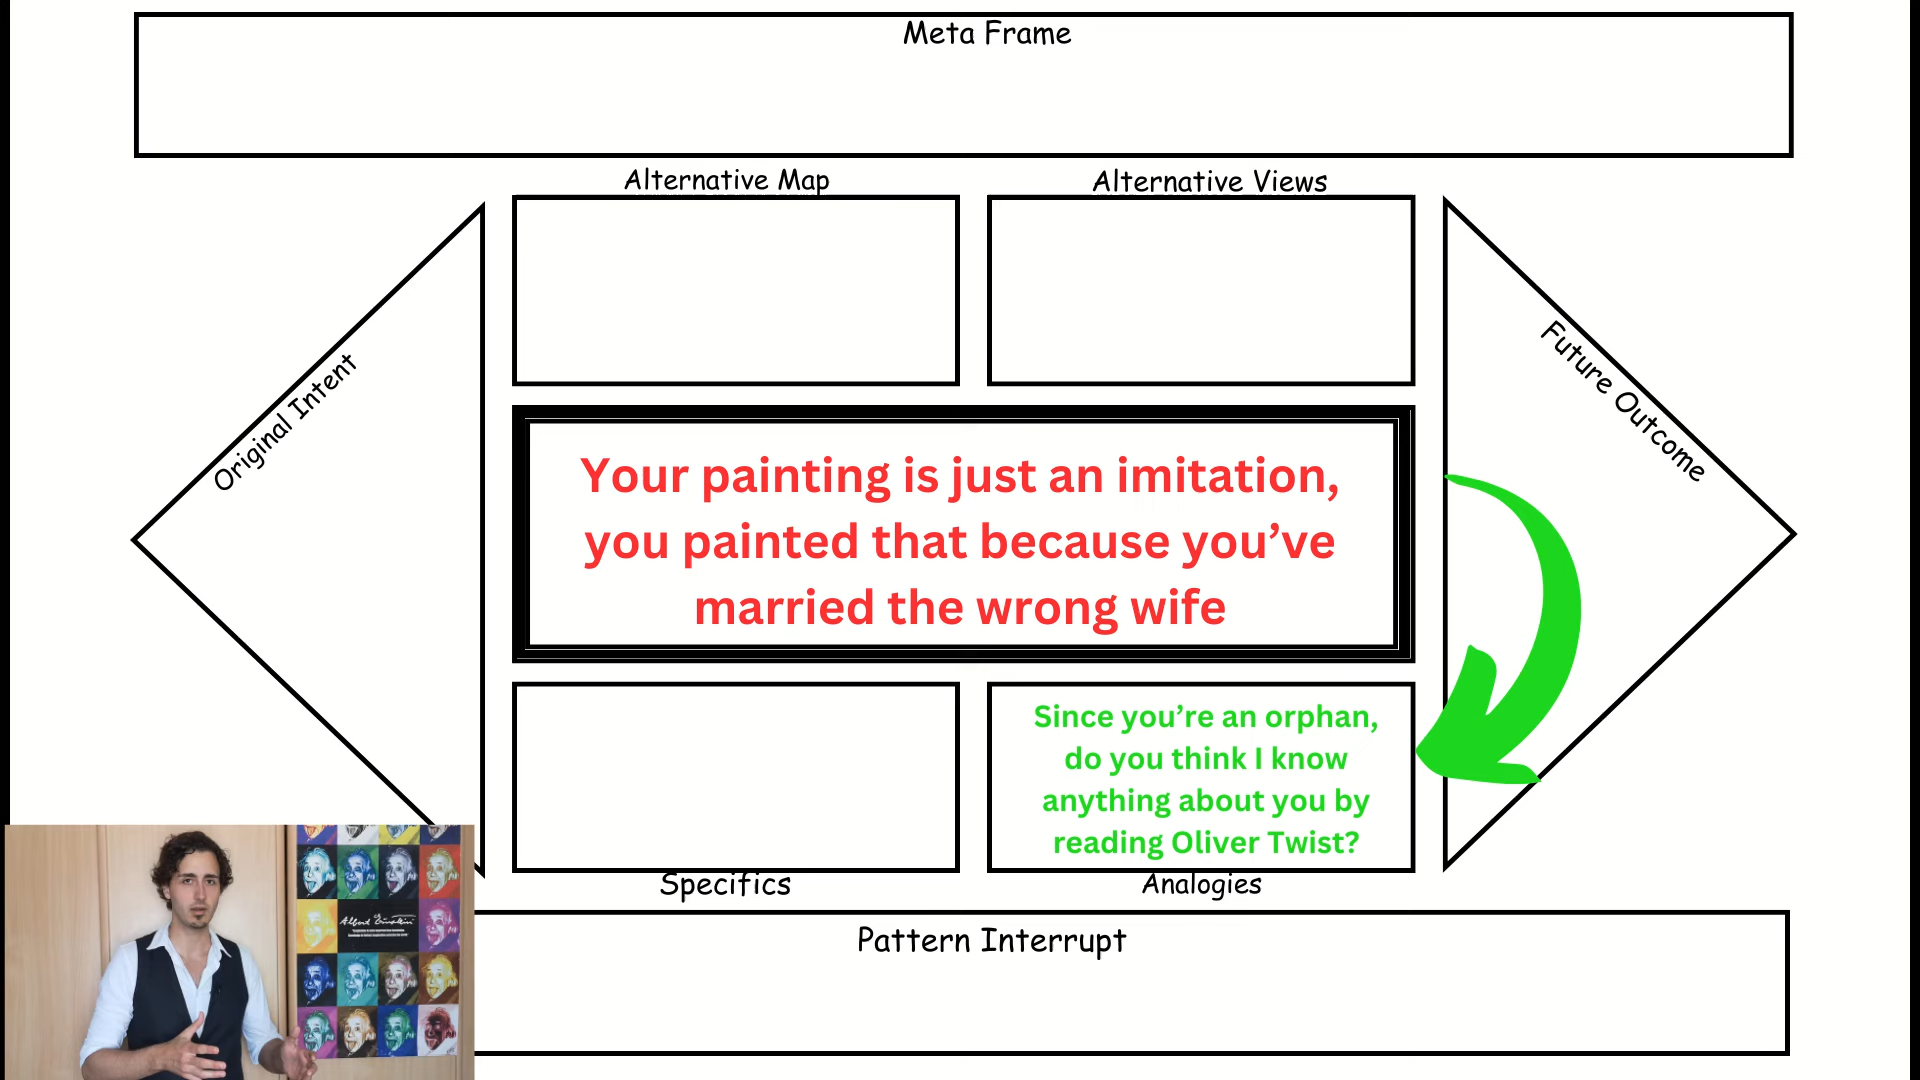 Meta Frame
Alternative Map
Alternative Views
Original Intent
Future Outcome
Your painting is just an imitation,
you painted that because you’ve
married the wrong wife
Since you’re an orphan,
do you think I know
anything about you by
reading Oliver Twist?
Specifics
Analogies
Pattern Interrupt
Albert Einstein